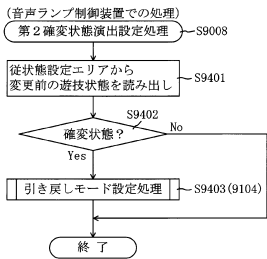 (音声ランプ制御装置での処理)
第2確変状態演出設定処理
S9008
従状態設定エリアから
変更前の遊技状態を読み出し
S9401
S9402
確変状態?
No
Yes
引き戻しモード設定処理
S9403(9104)
終了